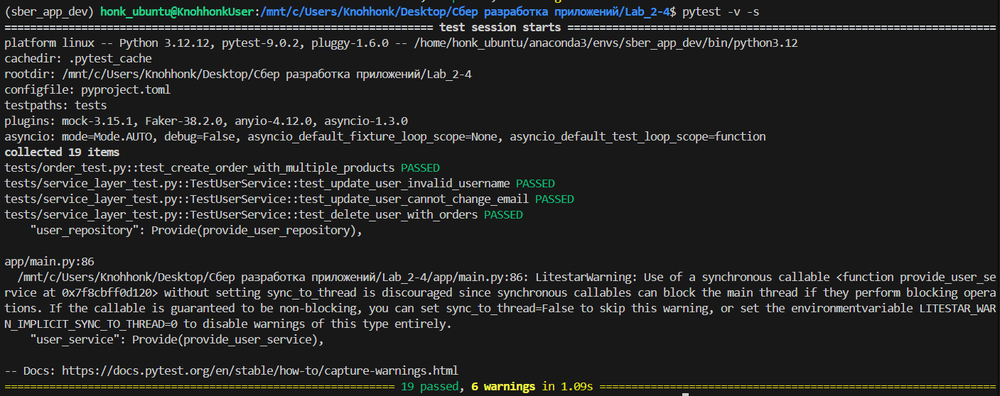 (sber_app_dev) honk_ubuntu@KnohhonkUser:/mnt/c/Users/Knohhonk/Desktop/Сбер разработка приложений/Lab_2-4$ pytest -v -s
=================================================================== test session starts ===================================================================
platform linux -- Python 3.12.12, pytest-9.0.2, pluggy-1.6.0 -- /home/honk_ubuntu/anaconda3/envs/sber_app_dev/bin/python3.12
cachedir: .pytest_cache
rootdir: /mnt/c/Users/Knohhonk/Desktop/Сбер разработка приложений/Lab_2-4
configfile: pyproject.toml
testpaths: tests
plugins: mock-3.15.1, Faker-38.2.0, anyio-4.12.0, asyncio-1.3.0
asyncio: mode=Mode.AUTO, debug=False, asyncio_default_fixture_loop_scope=None, asyncio_default_test_loop_scope=function
collected 19 items
tests/order_test.py::test_create_order_with_multiple_products PASSED
tests/service_layer_test.py::TestUserService::test_update_user_invalid_username PASSED
tests/service_layer_test.py::TestUserService::test_update_user_cannot_change_email PASSED
tests/service_layer_test.py::TestUserService::test_delete_user_with_orders PASSED
    "user_repository": Provide(provide_user_repository),

app/main.py:86
  /mnt/c/Users/Knohhonk/Desktop/Сбер разработка приложений/Lab_2-4/app/main.py:86: LitestarWarning: Use of a synchronous callable <function provide_user_se
rvice at 0x7f8cbff0d120> without setting sync_to_thread is discouraged since synchronous callables can block the main thread if they perform blocking opera
tions. If the callable is guaranteed to be non-blocking, you can set sync_to_thread=False to skip this warning, or set the environmentvariable LITESTAR_WAR
N_IMPLICIT_SYNC_TO_THREAD=0 to disable warnings of this type entirely.
    "user_service": Provide(provide_user_service),

-- Docs: https://docs.pytest.org/en/stable/how-to/capture-warnings.html
============================================================= 19 passed, 6 warnings in 1.09s ==============================================================